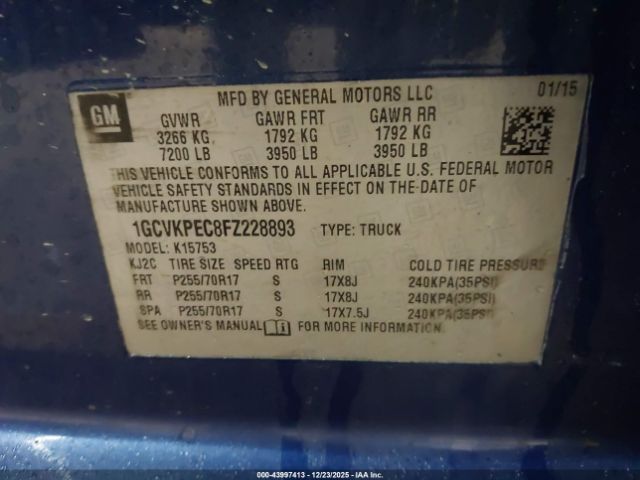 GM
MFD BY GENERAL MOTORS LLC 01/15
GVWR GAWR FRT GAWR RR
3266 KG 1792 KG 1792 KG
7200 LB 3950 LB 3950 LB
THIS VEHICLE CONFORMS TO ALL APPLICABLE U.S. FEDERAL MOTOR
VEHICLE SAFETY STANDARDS IN EFFECT ON THE DATE OF
MANUFACTURE SHOWN ABOVE.
1GCVKPEC8FZ228893 TYPE: TRUCK
MODEL: K15753
KJ2C TIRE SIZE SPEED RTG RIM COLD TIRE PRESSURE
FRT P255/70R17 S 17X8J 240KPA(35PSI)
RR P255/70R17 S 17X8J 240KPA(35PSI)
SPA P255/70R17 S 17X7.5J 240KPA(35PSI)
SEE OWNER'S MANUAL FOR MORE INFORMATION.
000-43997413 - 12/23/2025 - IAAI.com